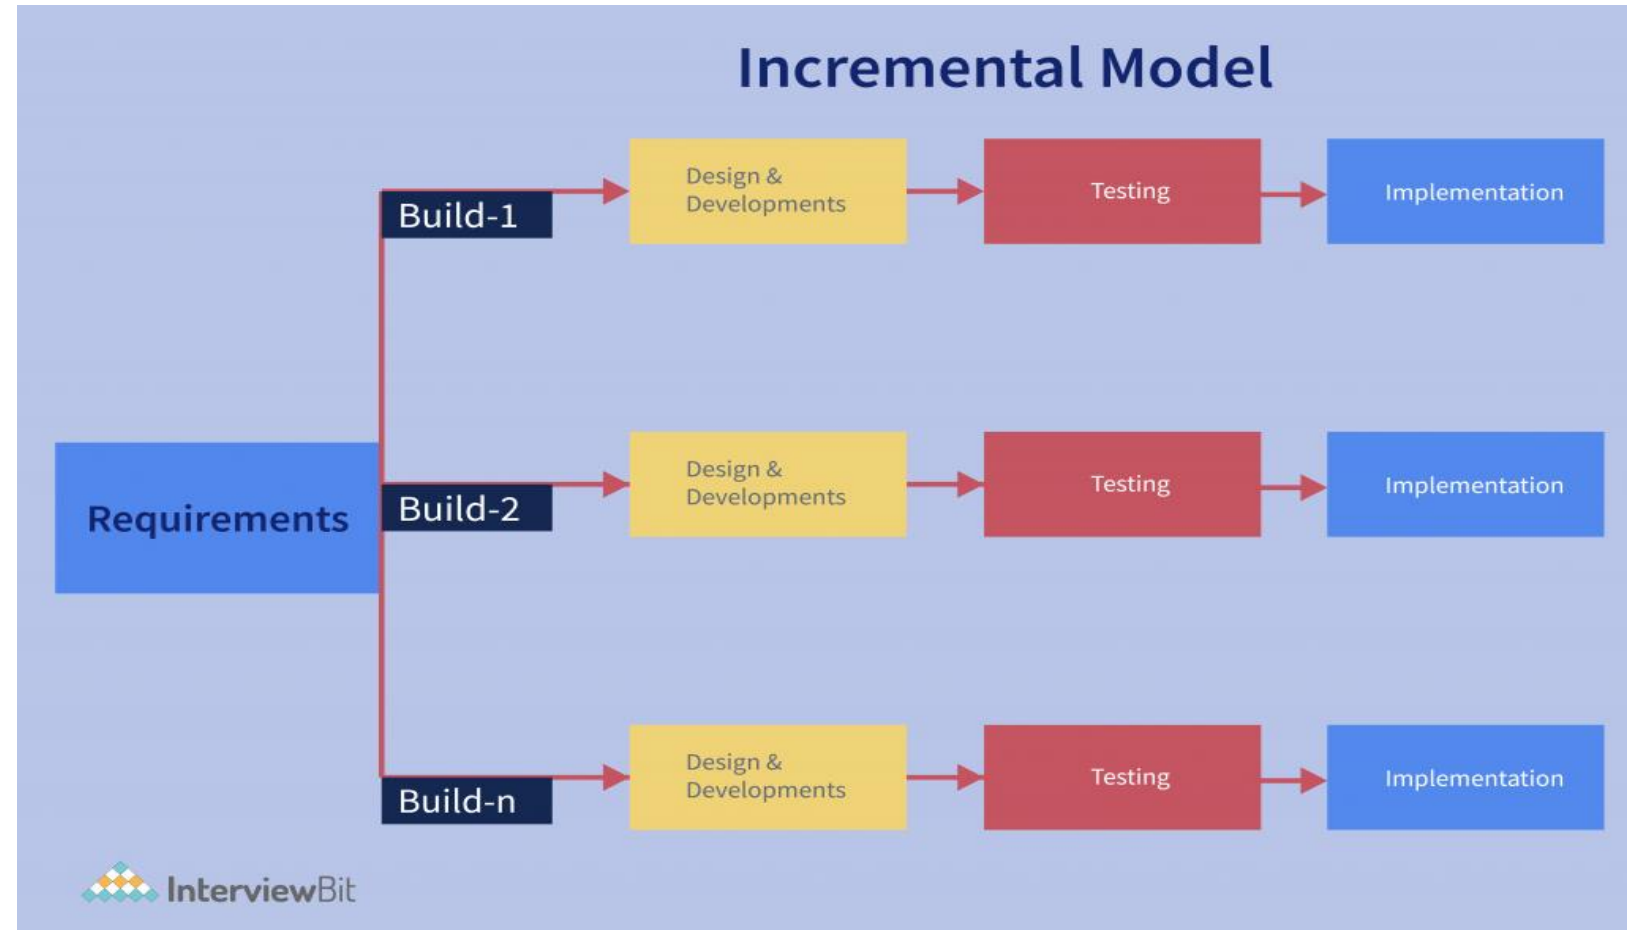 Incremental Model
Build-1
Design &
Developments
Testing
Implementation
Requirements
Build-2
Design &
Developments
Testing
Implementation
Build-n
Design &
Developments
Testing
Implementation
InterviewBit